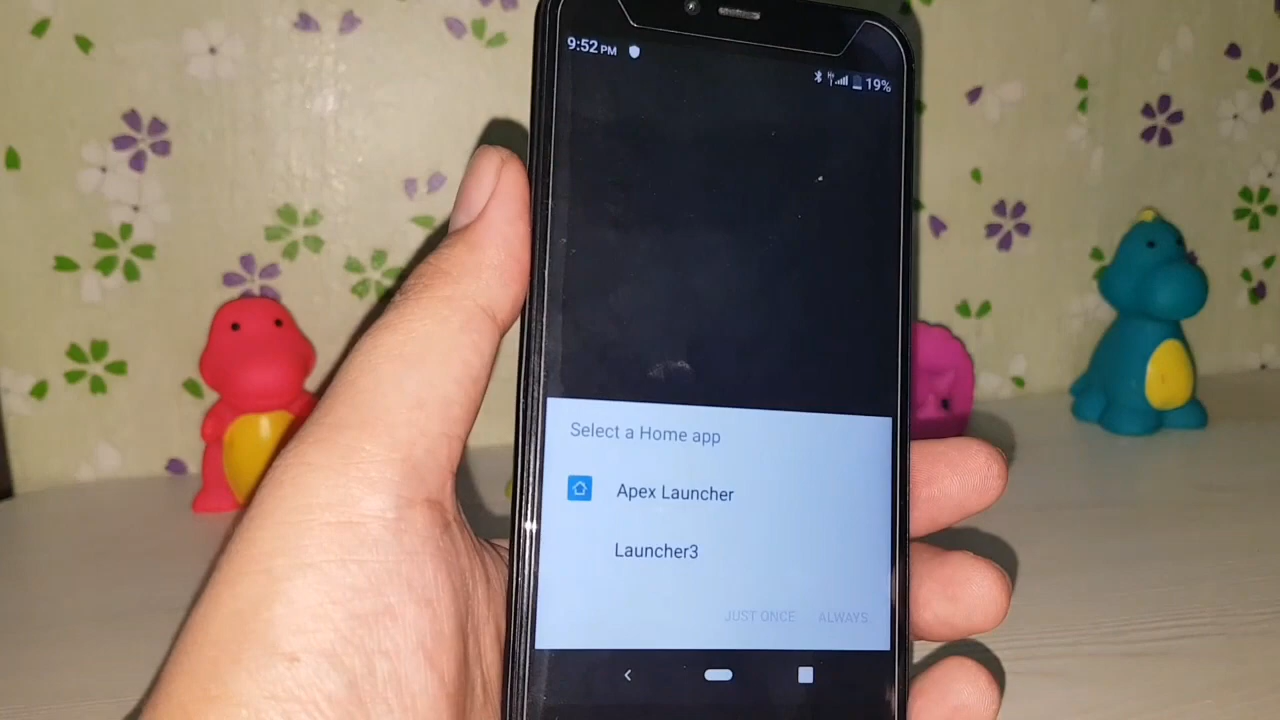 9:52 PM
19%
Select a Home app
Apex Launcher
Launcher3
JUST ONCE ALWAYS